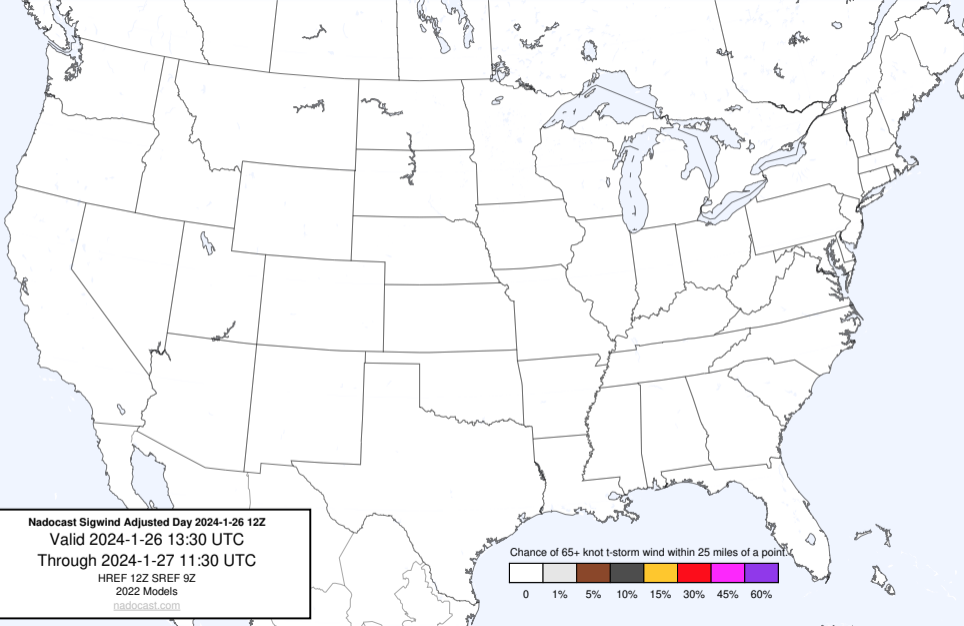 Nadocast Sigwind Adjusted Day 2024-1-26 12Z
Valid 2024-1-26 13:30 UTC
Through 2024-1-27 11:30 UTC
HREF 12Z SREF 9Z
2022 Models
nadocast.com
Chance of 65+ knot t-storm wind within 25 miles of a point.
0 1% 5% 10% 15% 30% 45% 60%